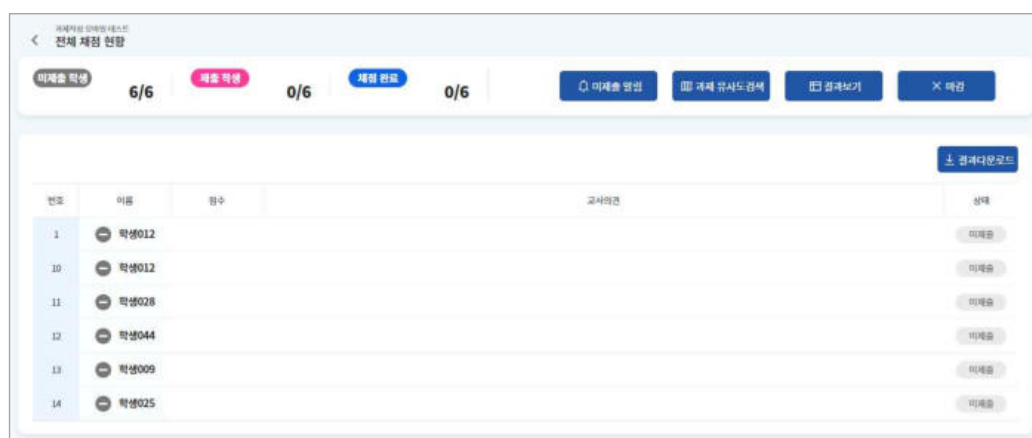 전체 채점 현황
미제출 학생 6/6 제출 학생 0/6 채점 완료 0/6 미제출 알림 과제 유사도검색 결과보기 마감
결과다운로드
번호 이름 점수 교사의견 상태
1 학생012 미제출
10 학생012 미제출
11 학생028 미제출
12 학생044 미제출
13 학생009 미제출
14 학생025 미제출